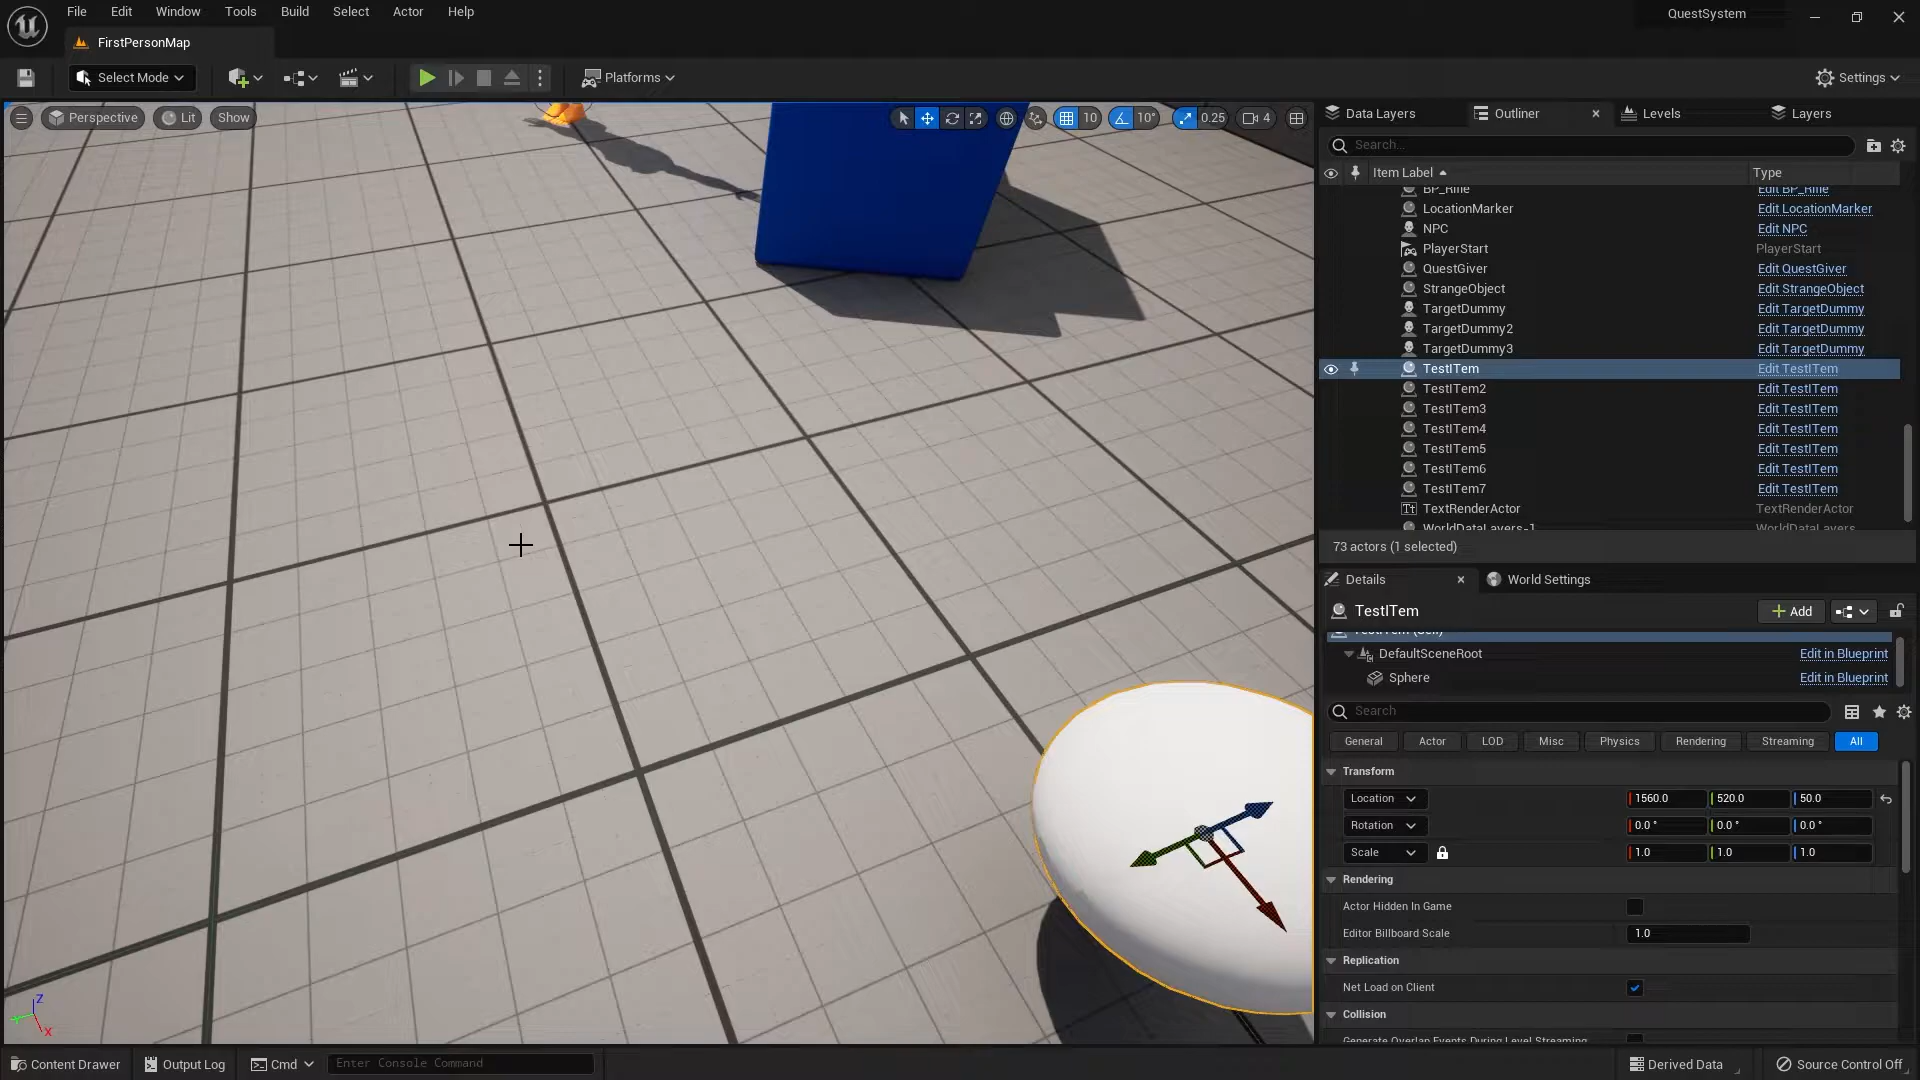 File Edit Window Tools Build Select Actor Help
QuestSystem
FirstPersonMap
Select Mode
Platforms
Settings
Perspective Lit Show
10 10° 0.25 4
Data Layers Outliner Levels Layers
Search...
Item Label Type
BP_Rifle Edit BP_Rifle
LocationMarker Edit LocationMarker
NPC Edit NPC
PlayerStart PlayerStart
QuestGiver Edit QuestGiver
StrangeObject Edit StrangeObject
TargetDummy Edit TargetDummy
TargetDummy2 Edit TargetDummy
TargetDummy3 Edit TargetDummy
TestITem Edit TestITem
TestITem2 Edit TestITem
TestITem3 Edit TestITem
TestITem4 Edit TestITem
TestITem5 Edit TestITem
TestITem6 Edit TestITem
TestITem7 Edit TestITem
TextRenderActor TextRenderActor
WorldDataLayers-1 WorldDataLayers
73 actors (1 selected)
Details World Settings
TestITem
Add
TestITem (Self)
DefaultSceneRoot Edit in Blueprint
Sphere Edit in Blueprint
Search
General Actor LOD Misc Physics Rendering Streaming All
Transform
Location 1560.0 520.0 50.0
Rotation 0.0 ° 0.0 ° 0.0 °
Scale 1.0 1.0 1.0
Rendering
Actor Hidden In Game
Editor Billboard Scale 1.0
Replication
Net Load on Client
Collision
Generate Overlap Events During Level Streaming
Z
Y
X
Content Drawer Output Log Cmd Enter Console Command
Derived Data Source Control Off